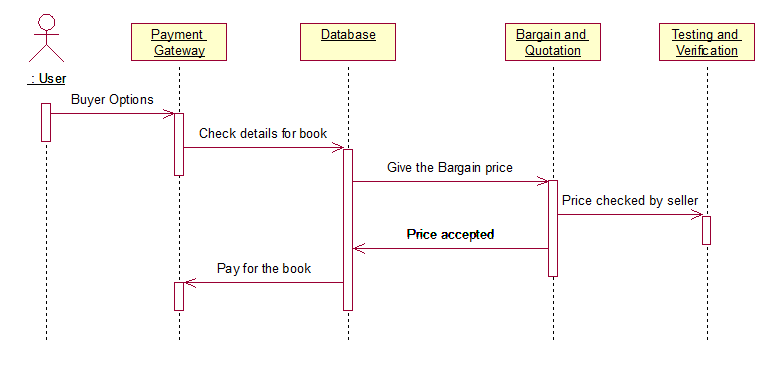 Payment
Gateway
Database
Bargain and
Quotation
Testing and
Verification
: User
Buyer Options
Check details for book
Give the Bargain price
Price checked by seller
Price accepted
Pay for the book